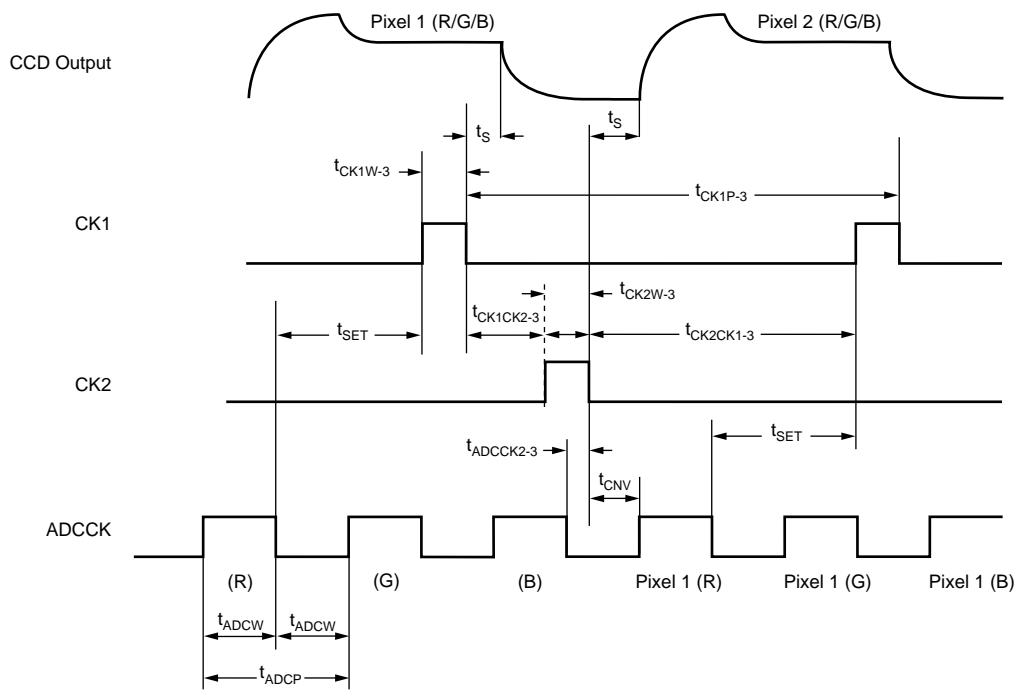 Pixel 1 (R/G/B)
Pixel 2 (R/G/B)
CCD Output
tS
tS
tCK1W-3
tCK1P-3
CK1
tCK2W-3
tCK1CK2-3
tSET
tCK2CK1-3
CK2
tSET
tADCCK2-3
tCNV
ADCCK
(R)
(G)
(B)
Pixel 1 (R)
Pixel 1 (G)
Pixel 1 (B)
tADCW
tADCW
tADCP